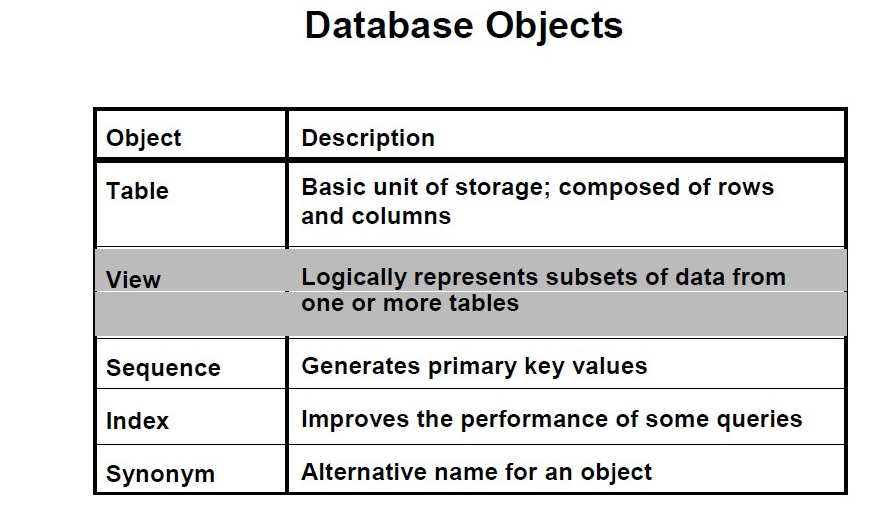 Database Objects
Object Description
Table Basic unit of storage; composed of rows
and columns
View Logically represents subsets of data from
one or more tables
Sequence Generates primary key values
Index Improves the performance of some queries
Synonym Alternative name for an object